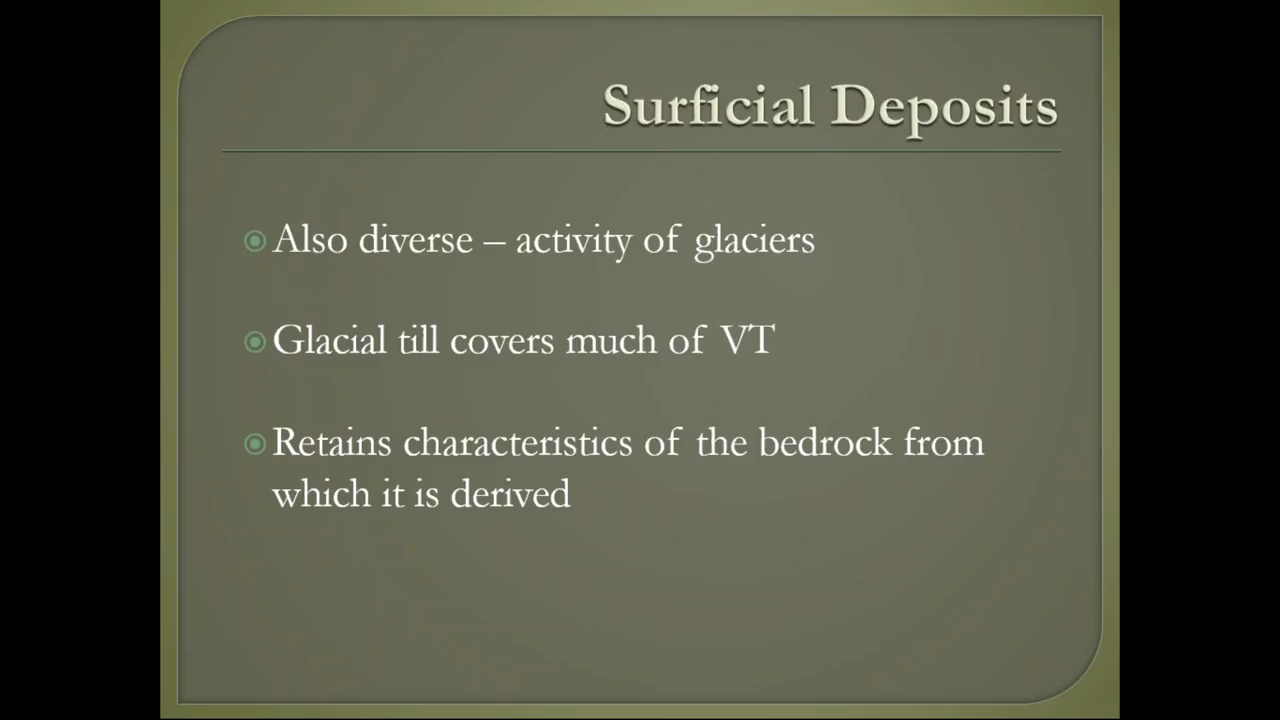 Surficial Deposits
Also diverse – activity of glaciers
Glacial till covers much of VT
Retains characteristics of the bedrock from
which it is derived